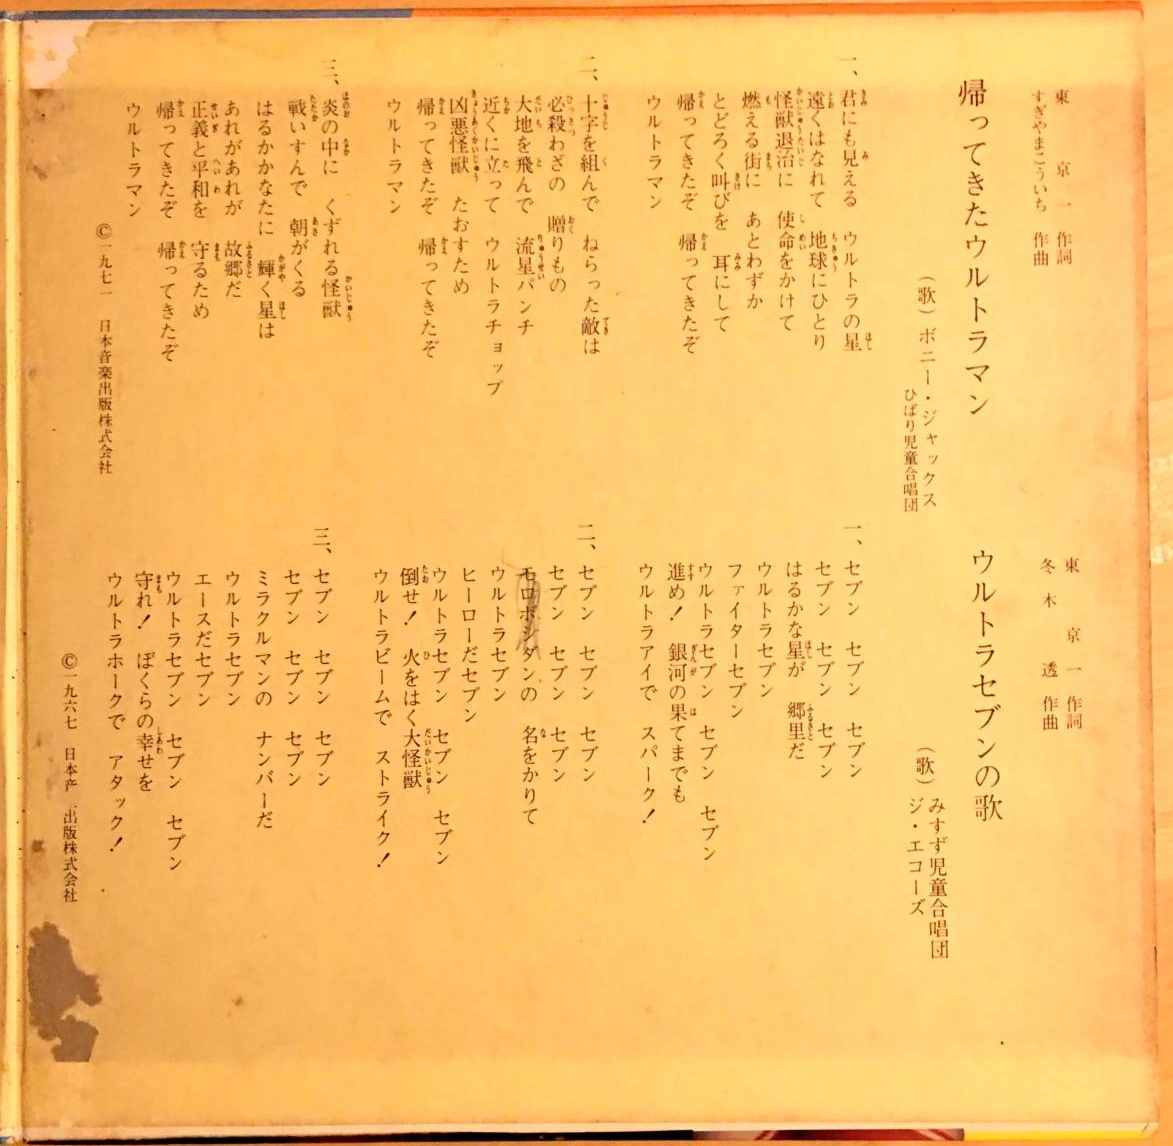 東 京一 作詞
すぎやまこういち 作曲
帰ってきたウルトラマン
(歌) ボニー・ジャックス
ひばり児童合唱団
一、君にも見える ウルトラの星
遠くはなれて 地球にひとり
怪獣退治に 使命をかけて
燃える街に あとわずか
とどろく叫びを 耳にして
帰ってきたぞ 帰ってきたぞ
ウルトラマン
二、十字を組んで ねらった敵は
必殺わざの 贈りもの
大地を飛んで 流星パンチ
近くに立って ウルトラチョップ
凶悪怪獣 たおすため
帰ってきたぞ 帰ってきたぞ
ウルトラマン
三、炎の中に くずれる怪獣
戦いすんで 朝がくる
はるかかなたに 輝く星は
あれがあれが 故郷だ
正義と平和を 守るため
帰ってきたぞ 帰ってきたぞ
ウルトラマン
©一九七一 日本音楽出版株式会社
東 京一 作詞
冬木 透 作曲
ウルトラセブンの歌
(歌) みすず児童合唱団
ジ・エコーズ
一、セブン セブン セブン
セブン セブン セブン
はるかな星が 郷里だ
ウルトラセブン
ファイターセブン
ウルトラセブン セブン セブン
進め! 銀河の果てまでも
ウルトラアイで スパーク!
二、セブン セブン セブン
セブン セブン セブン
モロボシダンの 名をかりて
ウルトラセブン
ヒーローだセブン
ウルトラセブン セブン セブン
倒せ! 火をはく大怪獣
ウルトラビームで ストライク!
三、セブン セブン セブン
セブン セブン セブン
ミラクルマンの ナンバーだ
ウルトラセブン
エースだセブン
ウルトラセブン セブン セブン
守れ! ぼくらの幸せを
ウルトラホークで アタック!
©一九六七 日本 出版株式会社